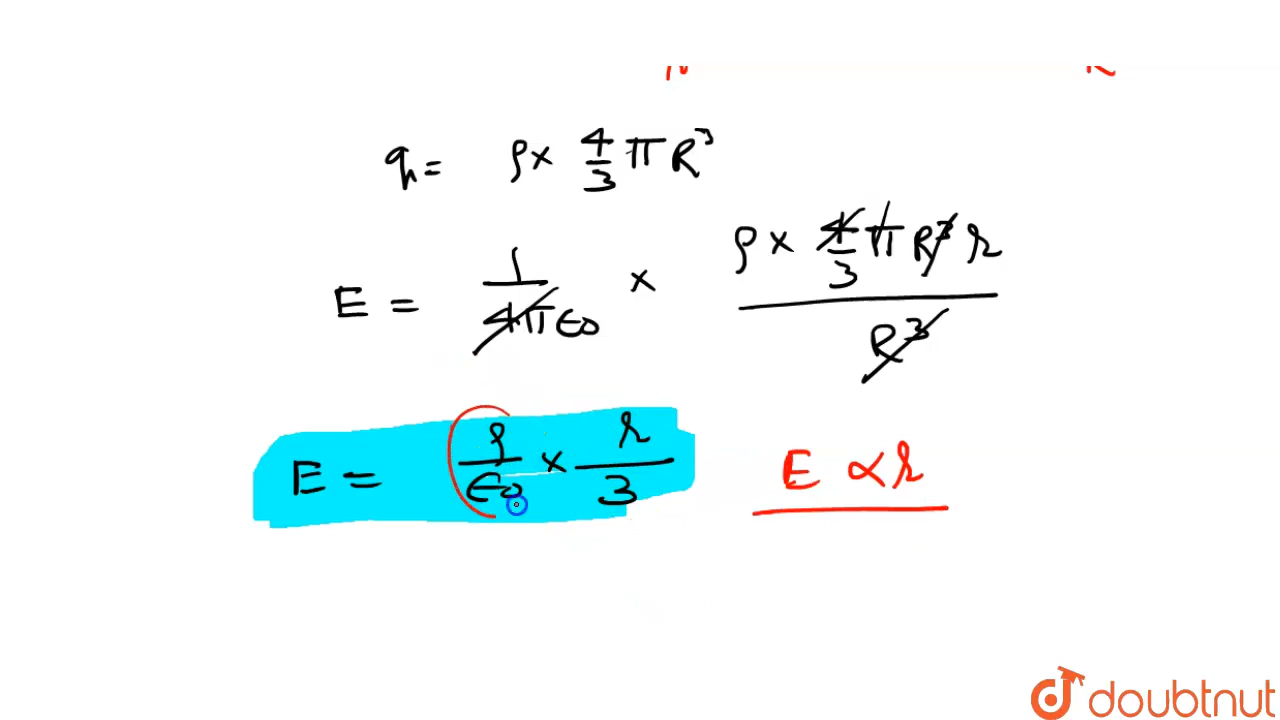 q = ρ × 4/3 π R³
E = 1/4πε0 × ρ × 4/3 π R³ r / R³
E = ρ/ε0 × r/3 E ∝ r
doubtnut